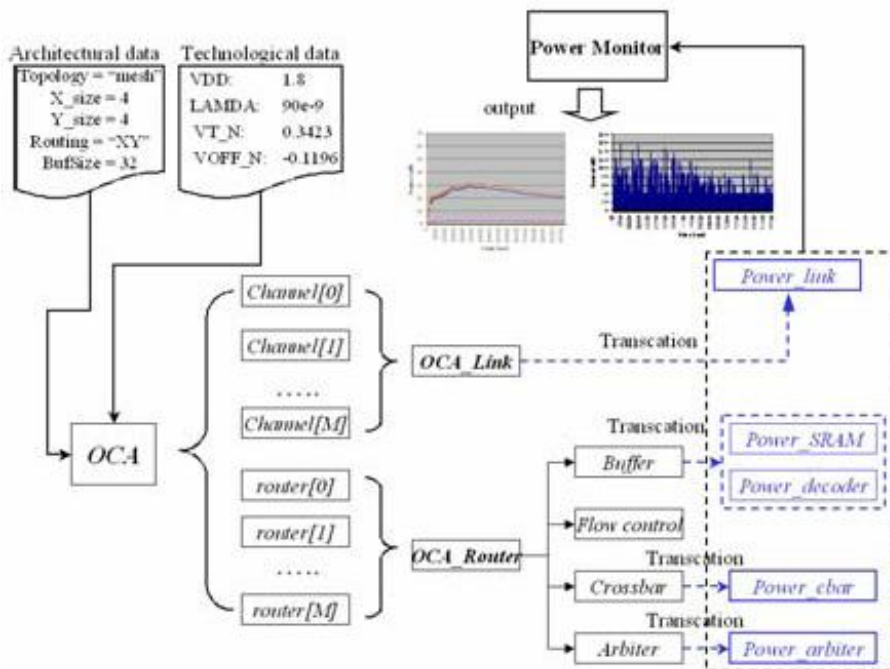 Architectural data
Topology = "mesh"
X_size = 4
Y_size = 4
Routing = "XY"
BufSize = 32
Technological data
VDD: 1.8
LAMDA: 90e-9
VT_N: 0.3423
VOFF_N: -0.1196
Power Monitor
output
OCA
Channel[0]
Channel[1]
.....
Channel[M]
router[0]
router[1]
.....
router[M]
OCA_Link
OCA_Router
Transcation
Power_link
Buffer
Transcation
Power_SRAM
Power_decoder
Flow control
Crossbar
Transcation
Power_cbar
Arbiter
Transcation
Power_arbiter